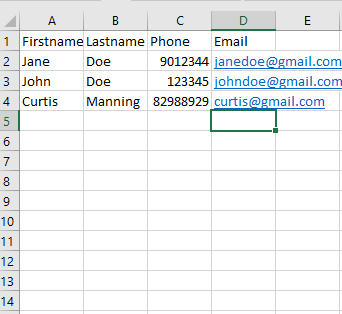 A B C D E
1 Firstname Lastname Phone Email
2 Jane Doe 9012344 janedoe@gmail.com
3 John Doe 123345 johndoe@gmail.com
4 Curtis Manning 82988929 curtis@gmail.com
5
6
7
8
9
10
11
12
13
14